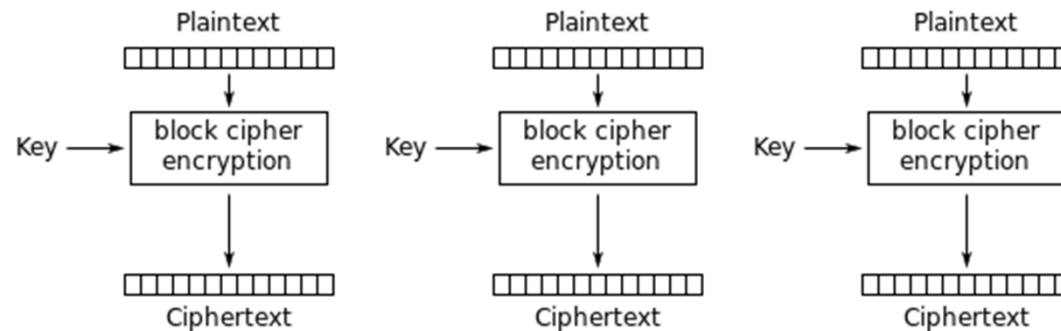 Plaintext Plaintext Plaintext
Key block cipher encryption Key block cipher encryption Key block cipher encryption
Ciphertext Ciphertext Ciphertext